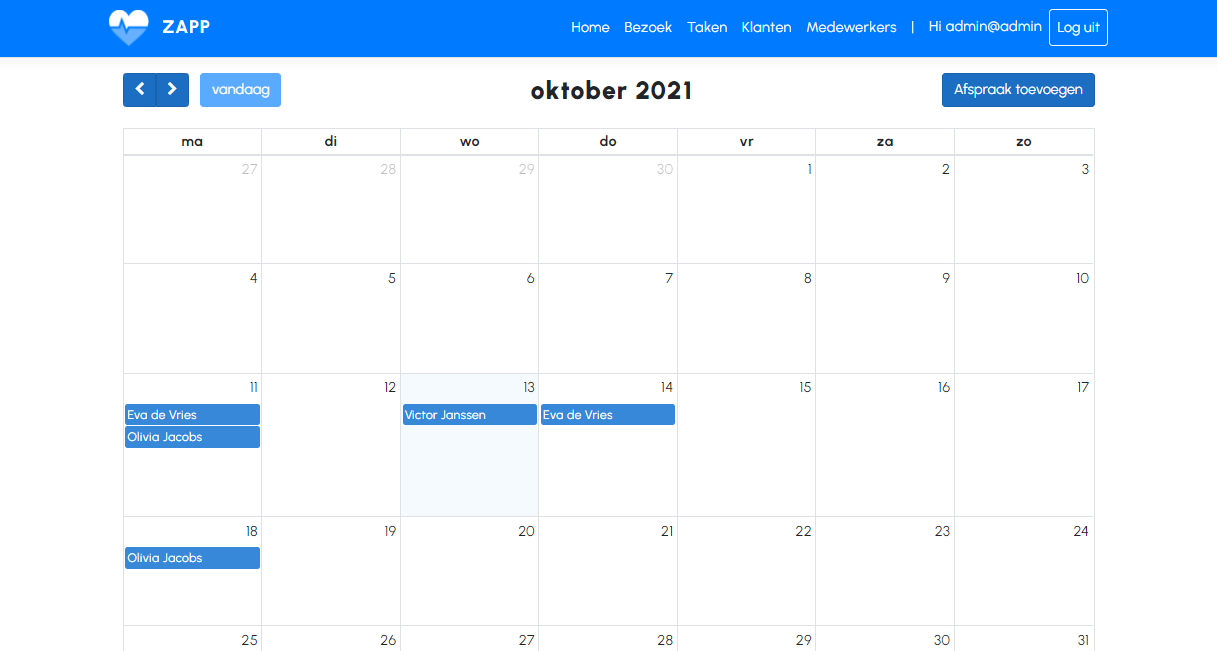 ZAPP Home Bezoek Taken Klanten Medewerkers | Hi admin@admin Log uit
vandaag oktober 2021 Afspraak toevoegen
ma di wo do vr za zo
27 28 29 30 1 2 3
4 5 6 7 8 9 10
11 12 13 14 15 16 17
Eva de Vries Victor Janssen Eva de Vries
Olivia Jacobs
18 19 20 21 22 23 24
Olivia Jacobs
25 26 27 28 29 30 31